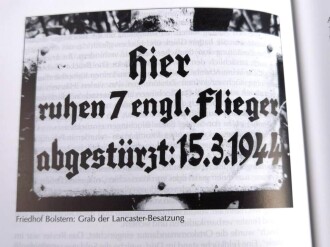 Hier
ruhen 7 engl. Flieger
abgestürzt: 15.3.1944
Friedhof Bolstern: Grab der Lancaster-Besatzung